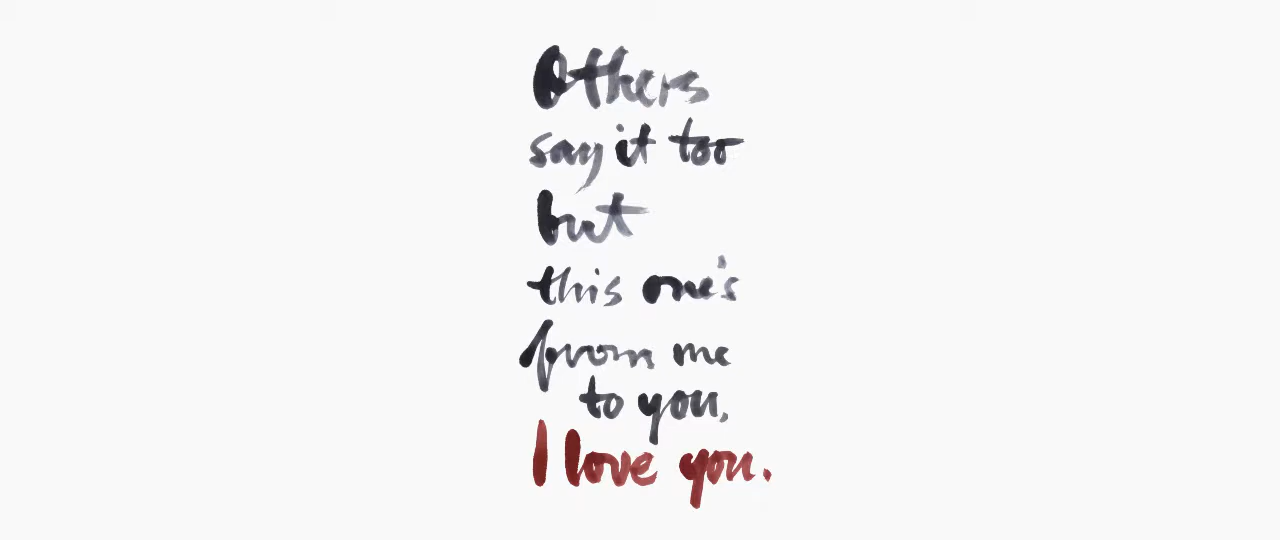 Others
say it too
but
this one's
from me
to you,
I love you.